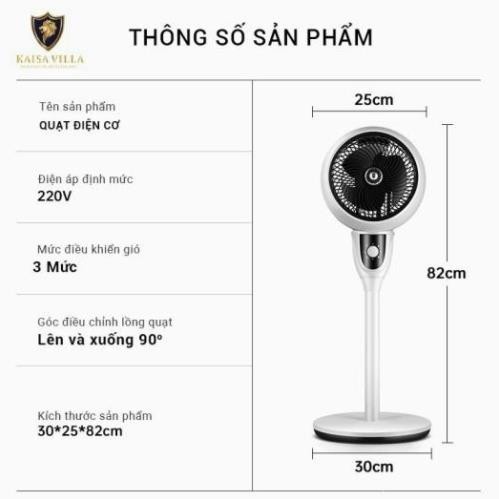 KAISA VILLA
THÔNG SỐ SẢN PHẨM
Tên sản phẩm
QUẠT ĐIỆN CƠ
Điện áp định mức
220V
Mức điều khiển gió
3 Mức
Góc điều chỉnh lồng quạt
Lên và xuống 90º
Kích thước sản phẩm
30*25*82cm
25cm
82cm
30cm